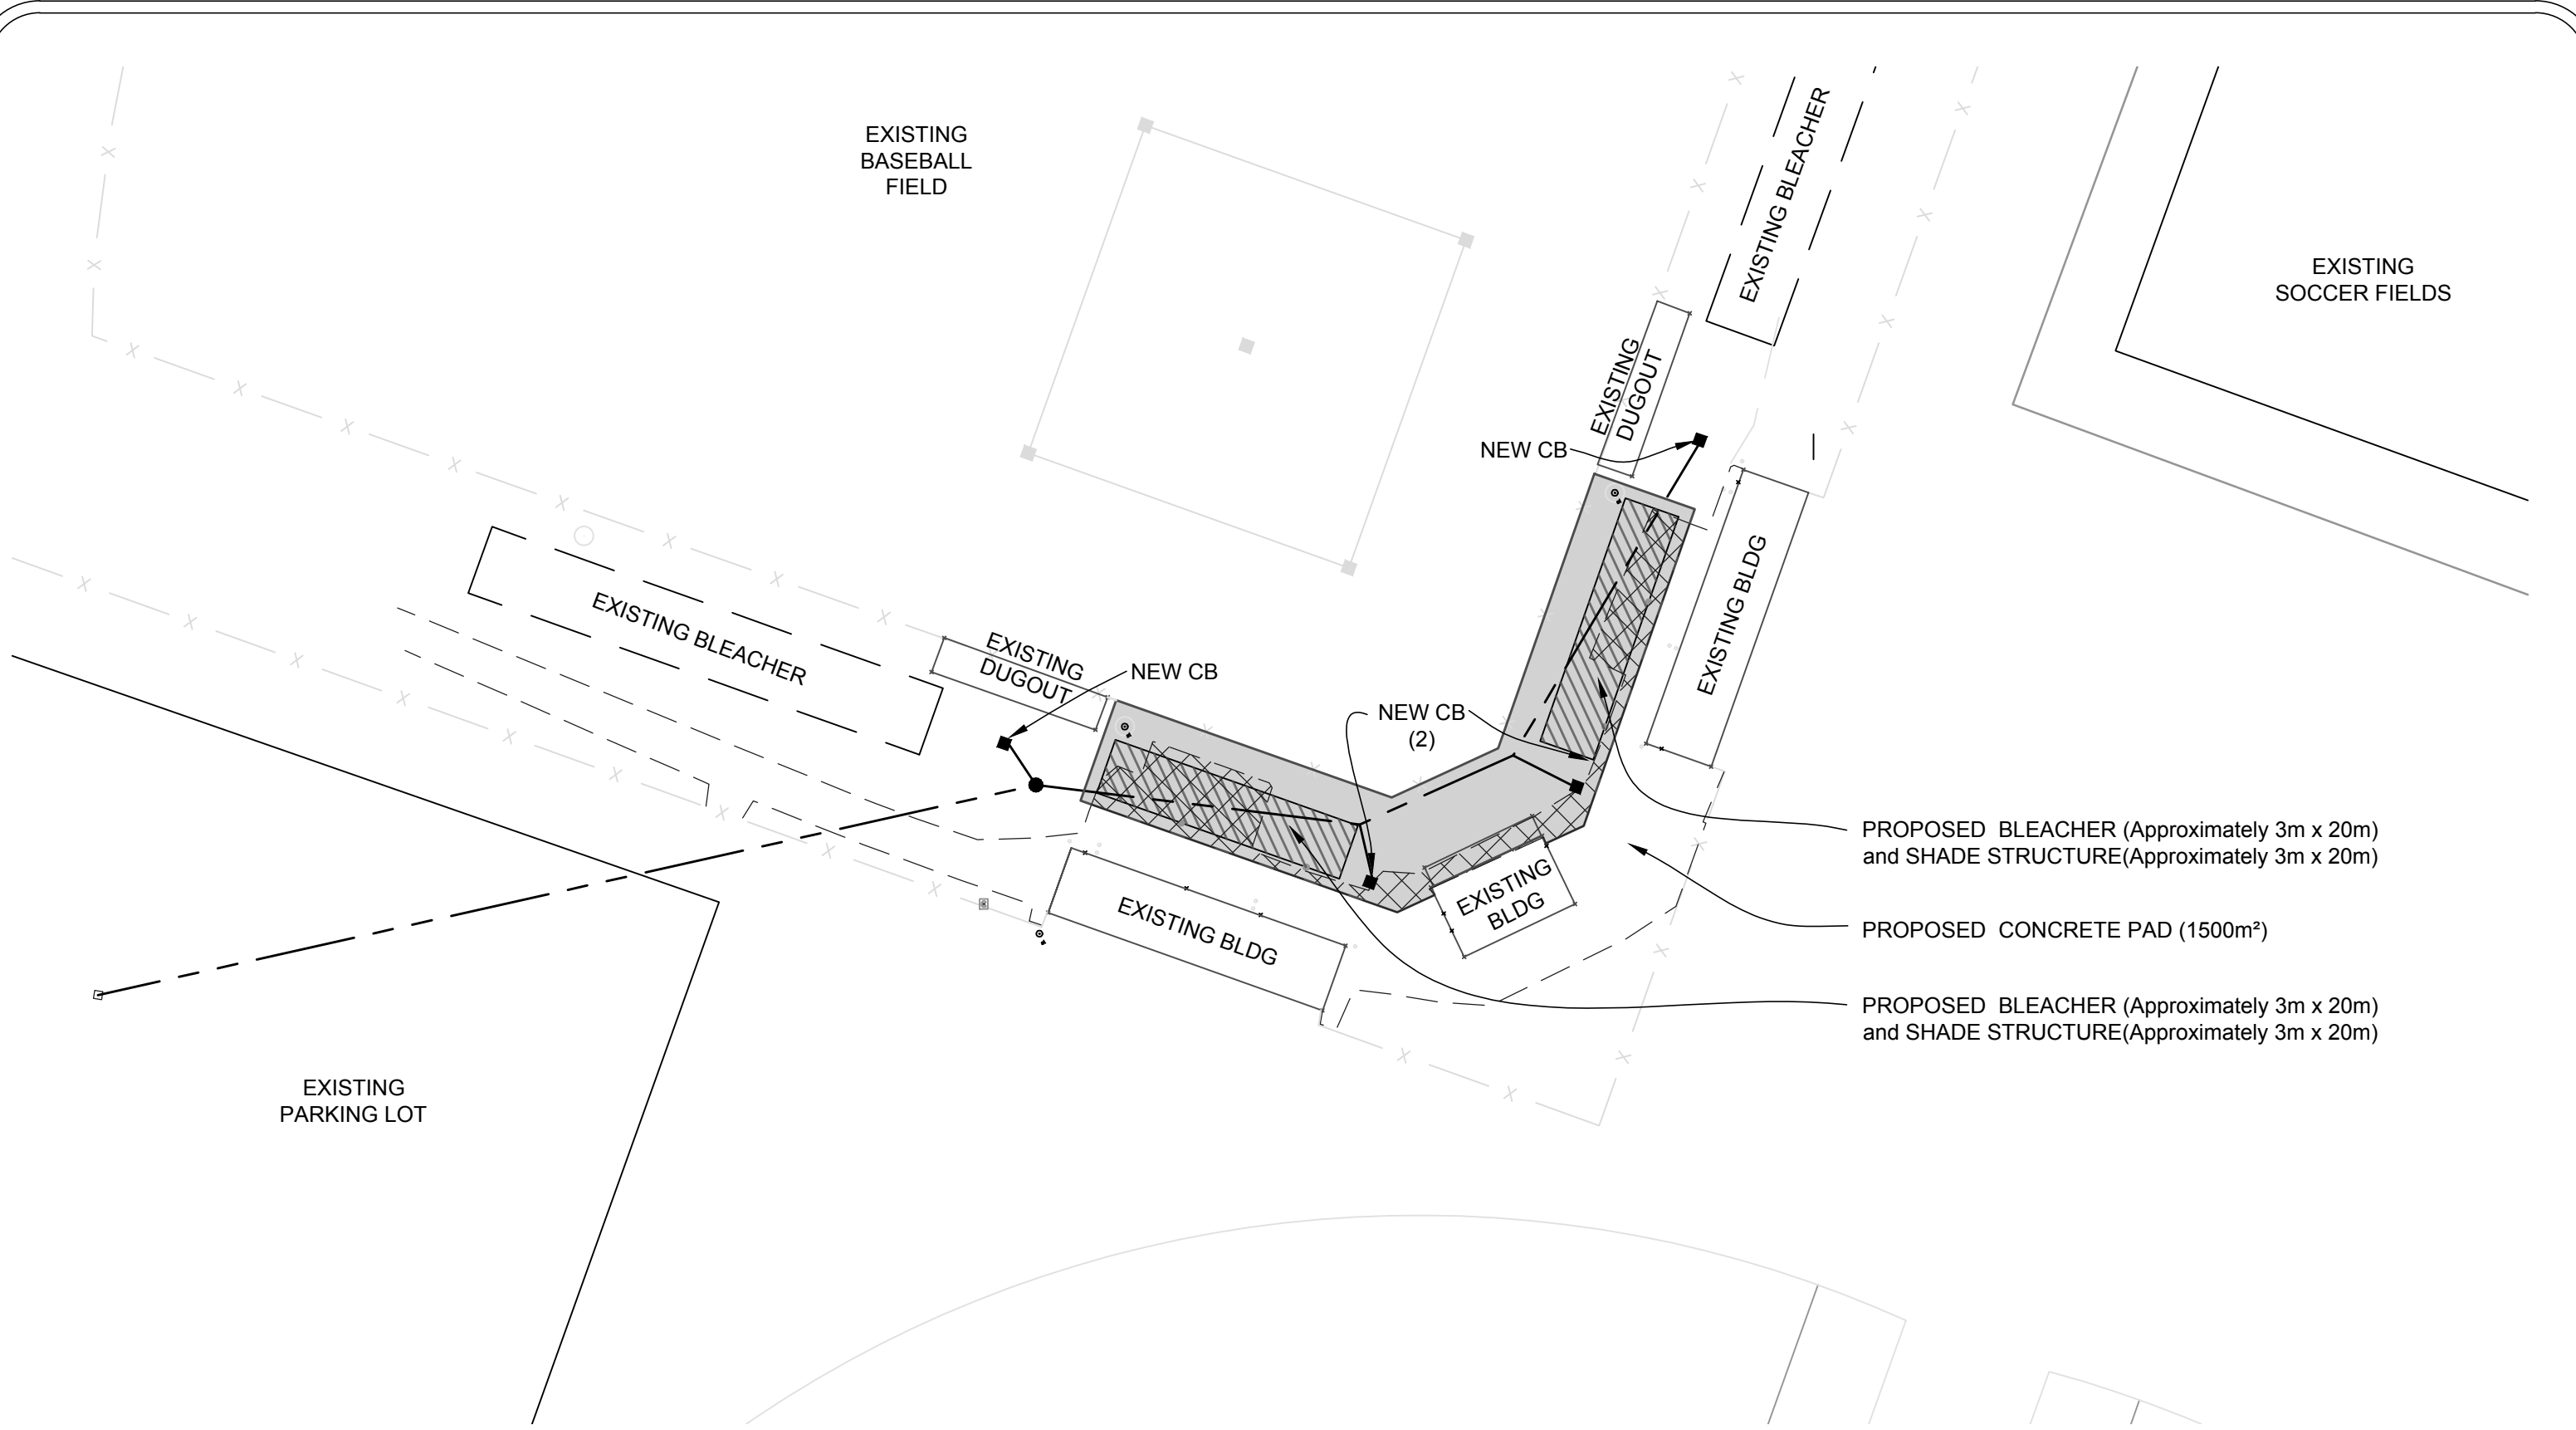 EXISTING
BASEBALL
FIELD
EXISTING BLEACHER
EXISTING
SOCCER FIELDS
EXISTING
DUGOUT
NEW CB
EXISTING BLDG
EXISTING BLEACHER
EXISTING
DUGOUT
NEW CB
NEW CB
(2)
PROPOSED  BLEACHER (Approximately 3m x 20m)
and SHADE STRUCTURE(Approximately 3m x 20m)
EXISTING
BLDG
EXISTING BLDG
PROPOSED  CONCRETE PAD (1500m²)
PROPOSED  BLEACHER (Approximately 3m x 20m)
and SHADE STRUCTURE(Approximately 3m x 20m)
EXISTING
PARKING LOT